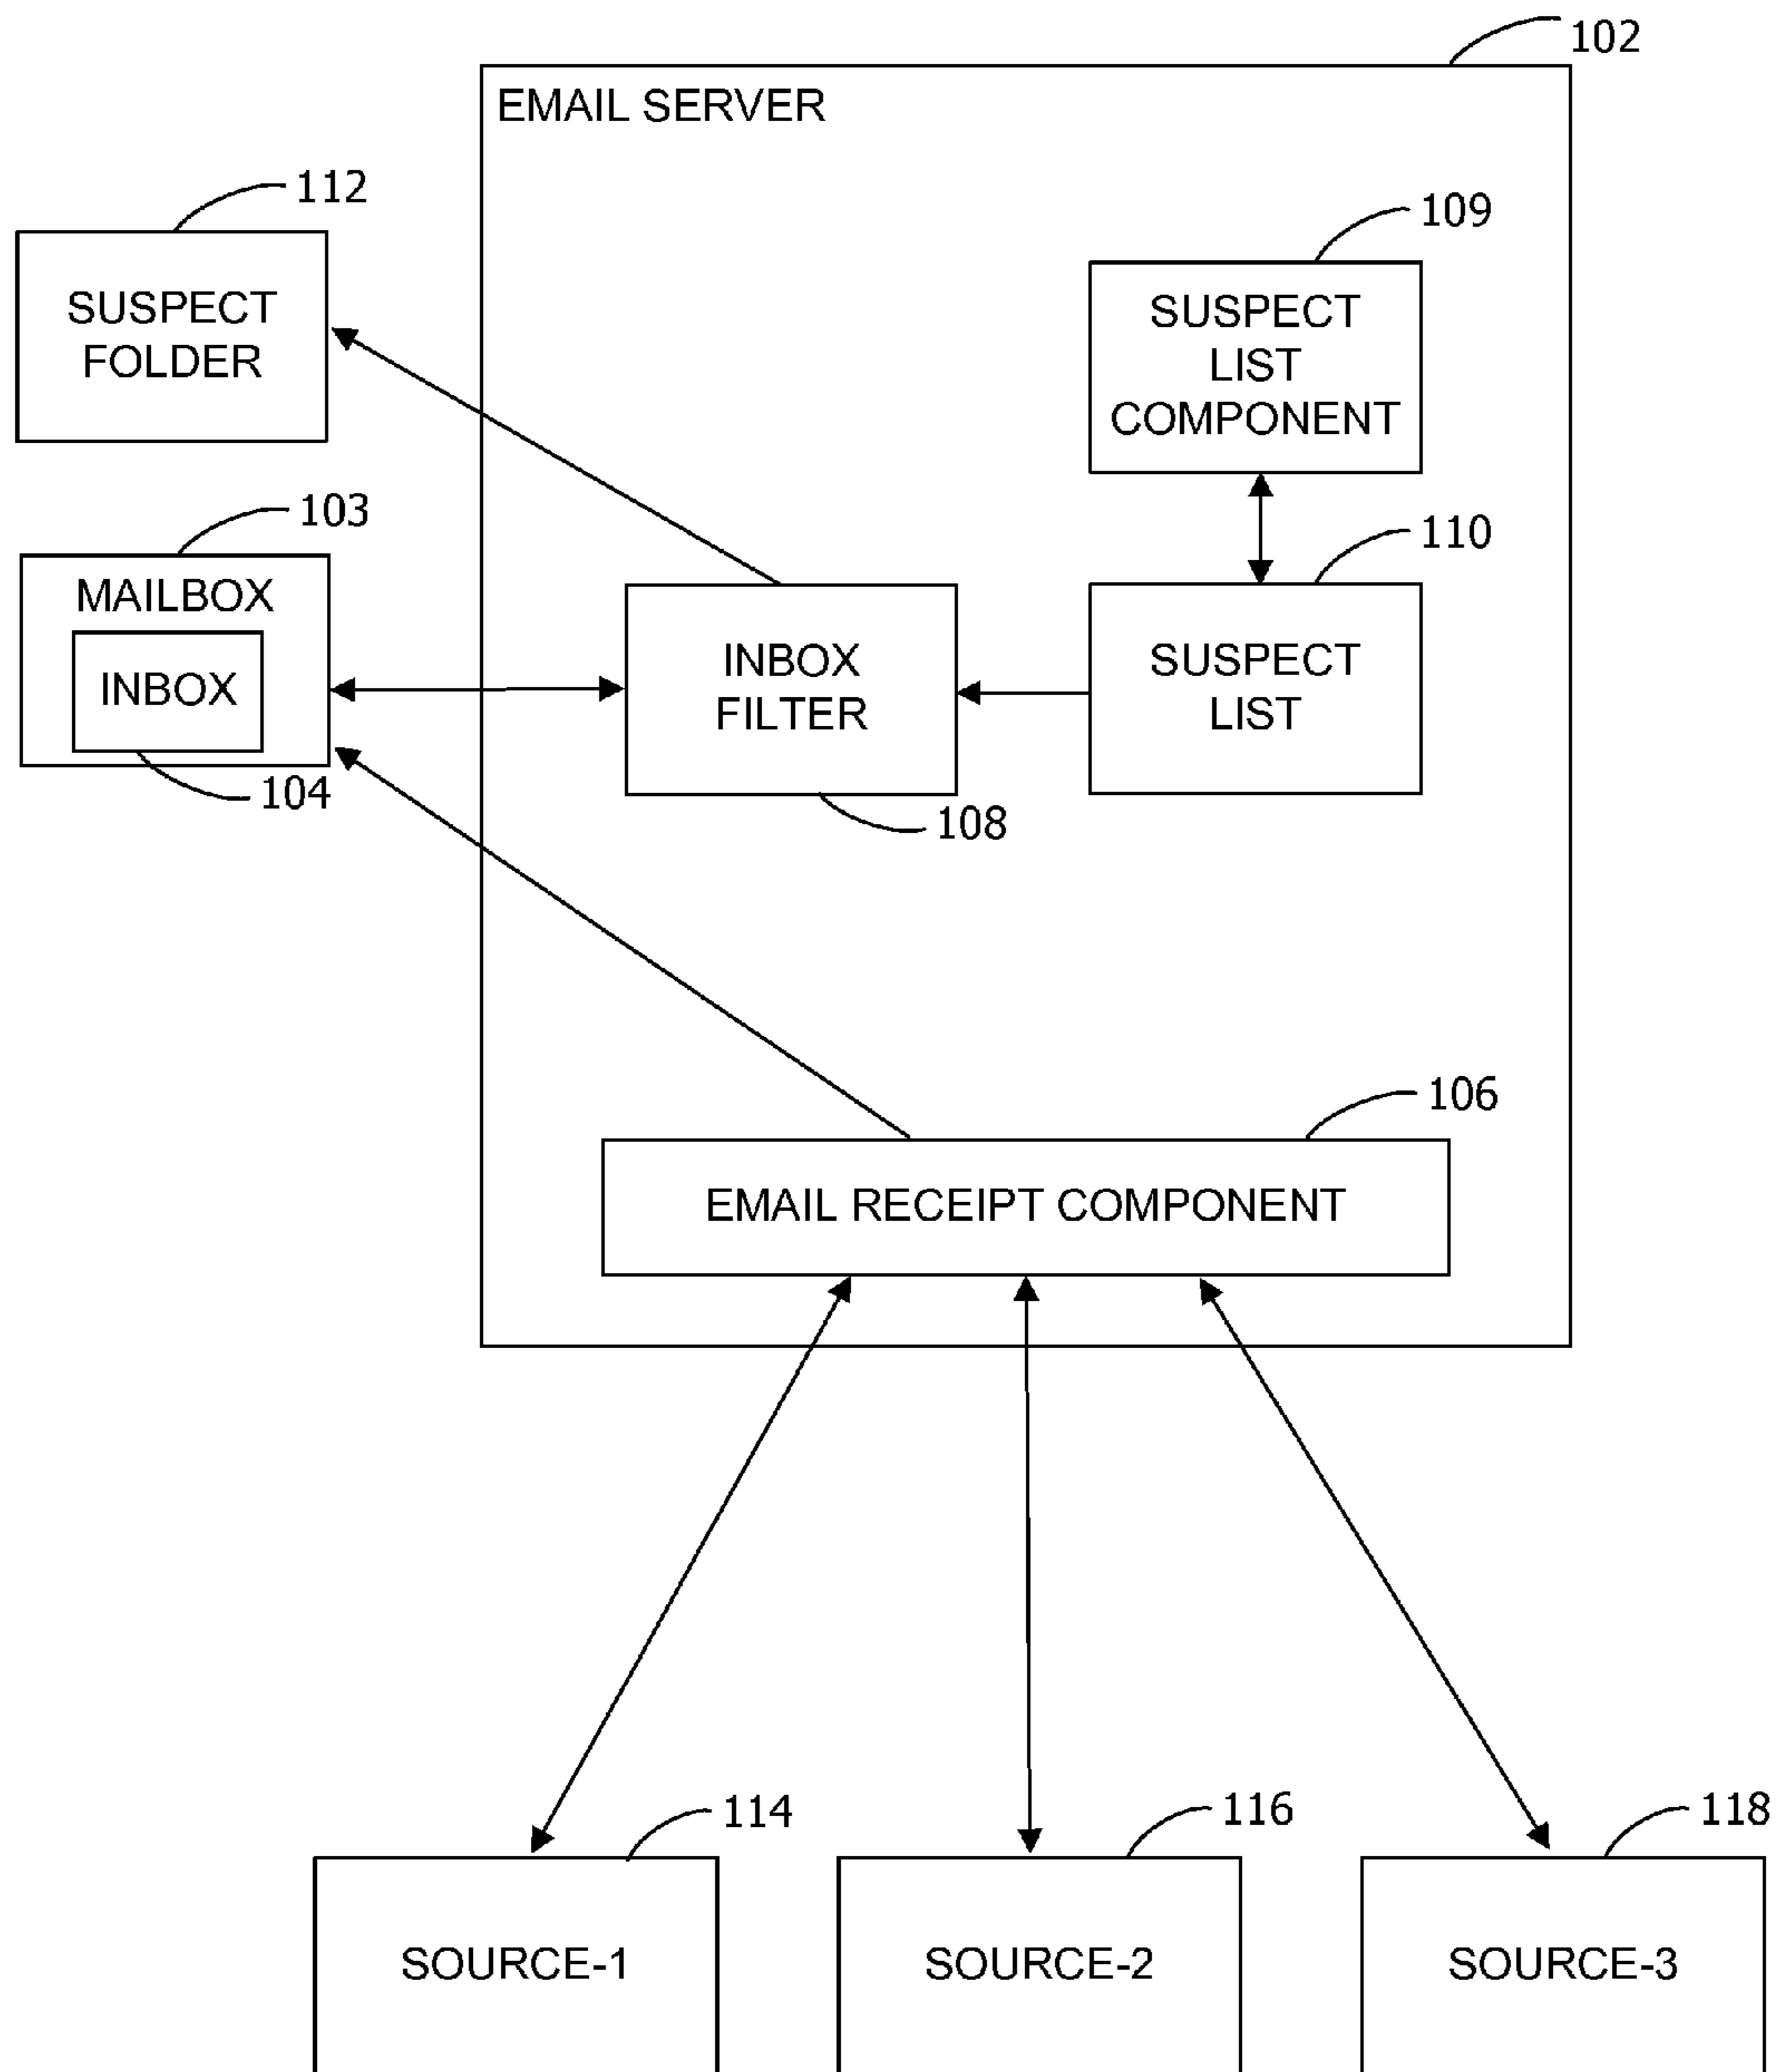 102
EMAIL SERVER
112
SUSPECT
FOLDER
109
SUSPECT
LIST
COMPONENT
103
MAILBOX
INBOX
104
110
INBOX
FILTER
108
SUSPECT
LIST
106
EMAIL RECEIPT COMPONENT
114
116
118
SOURCE-1
SOURCE-2
SOURCE-3